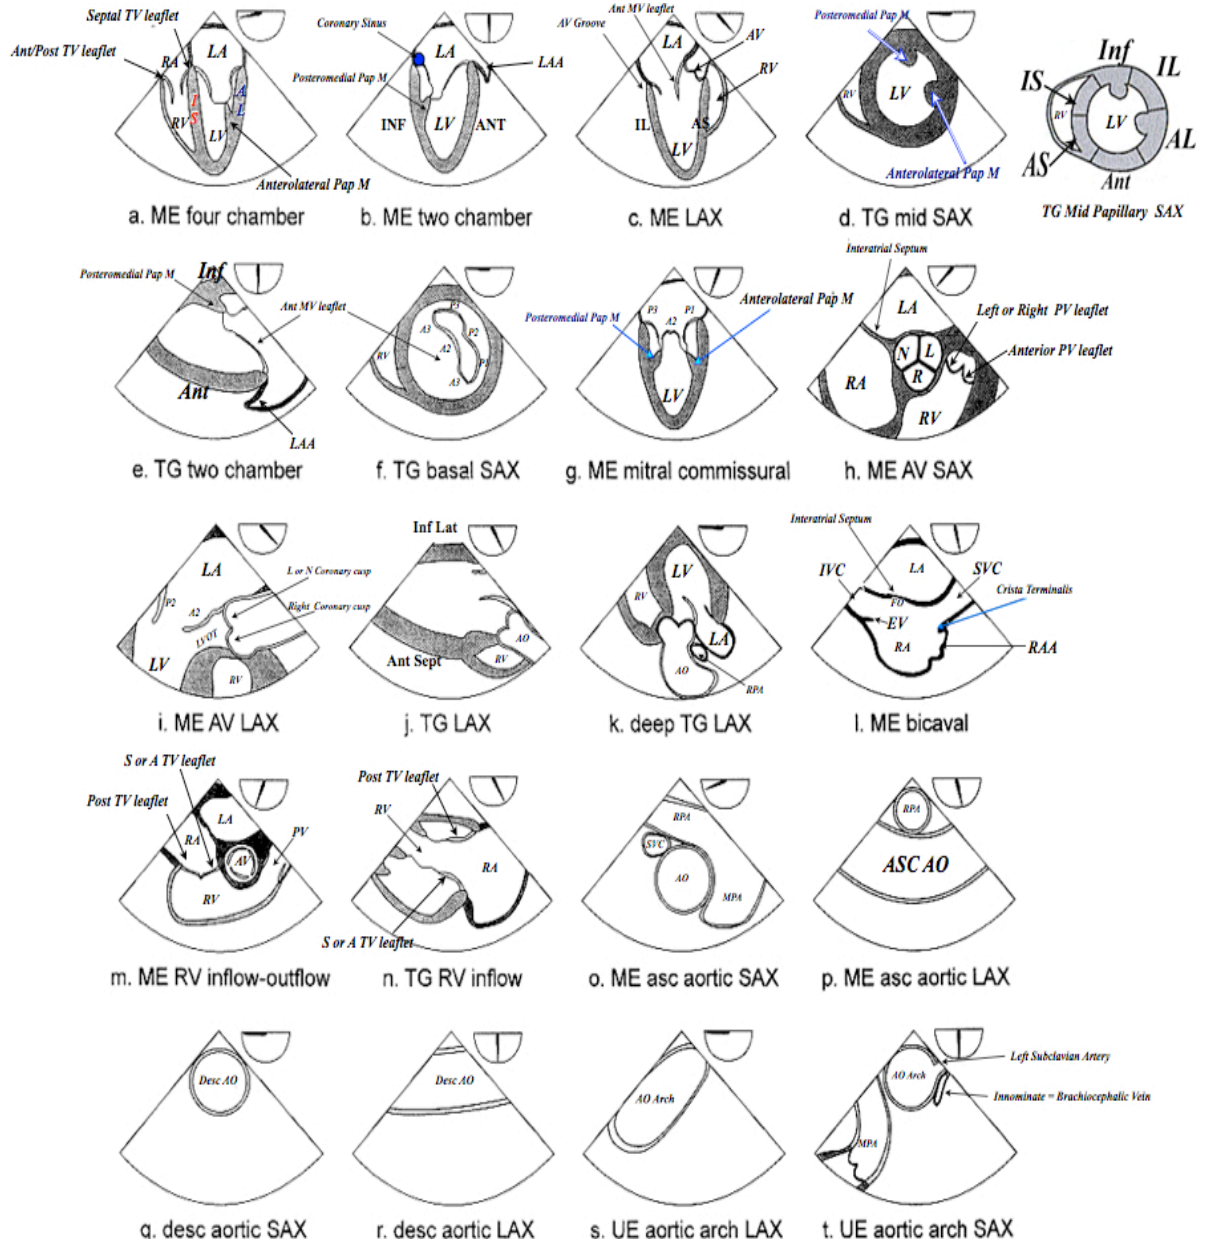 Septal TV leaflet
Ant/Post TV leaflet
RA
LA
I
S
A
L
RV
LV
Anterolateral Pap M
a. ME four chamber
Coronary Sinus
LA
LAA
Posteromedial Pap M
INF
ANT
LV
b. ME two chamber
Ant MV leaflet
AV Groove
LA
AV
RV
IL
AS
LV
c. ME LAX
Posteromedial Pap M
RV
LV
Anterolateral Pap M
d. TG mid SAX
Inf
IL
IS
RV
LV
AL
AS
Ant
TG Mid Papillary SAX
Posteromedial Pap M
Inf
Ant MV leaflet
Ant
LAA
e. TG two chamber
P3
A3
P2
A2
RV
P1
A3
f. TG basal SAX
P3
A2
P1
Posteromedial Pap M
Anterolateral Pap M
LV
g. ME mitral commissural
Interatrial Septum
LA
Left or Right PV leaflet
N
L
R
Anterior PV leaflet
RA
RV
h. ME AV SAX
LA
L or N Coronary cusp
P2
A2
Right Coronary cusp
LVOT
LV
RV
i. ME AV LAX
Inf Lat
AO
RV
Ant Sept
j. TG LAX
LV
RV
LA
AO
RPA
k. deep TG LAX
Interatrial Septum
IVC
LA
SVC
FO
Crista Terminalis
EV
RA
RAA
l. ME bicaval
S or A TV leaflet
Post TV leaflet
LA
RA
PV
AV
RV
m. ME RV inflow-outflow
Post TV leaflet
RV
RA
S or A TV leaflet
n. TG RV inflow
RPA
SVC
AO
MPA
o. ME asc aortic SAX
RPA
ASC AO
p. ME asc aortic LAX
Desc AO
q. desc aortic SAX
Desc AO
r. desc aortic LAX
AO Arch
s. UE aortic arch LAX
Left Subclavian Artery
AO Arch
Innominate = Brachiocephalic Vein
MPA
t. UE aortic arch SAX